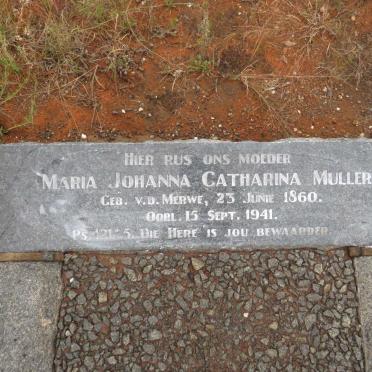 Hier rus ons moeder
Maria Johanna Catharina Muller
Geb. v.d. Merwe, 23 Junie 1860.
Oorl. 15 Sept. 1941.
Ps. 121:5. Die Here is jou bewaarder